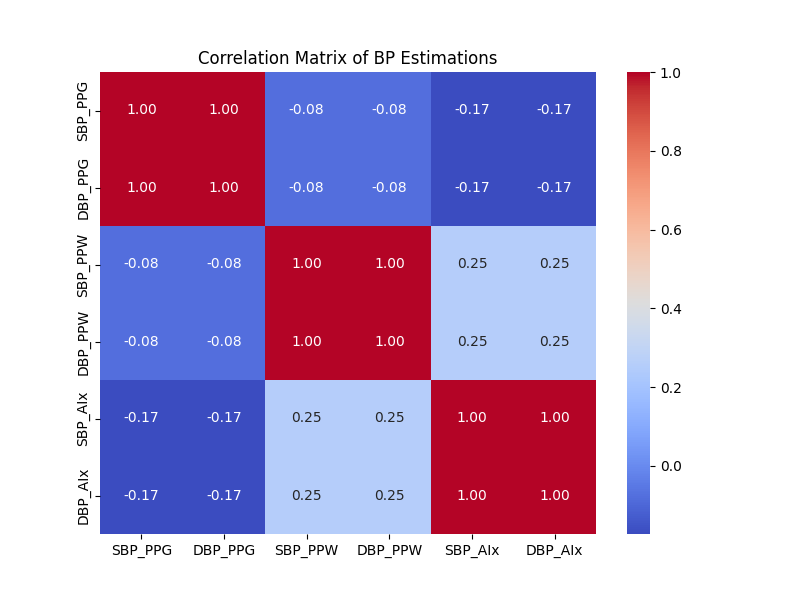 Correlation Matrix of BP Estimations
SBP_PPG 1.00 1.00 -0.08 -0.08 -0.17 -0.17
DBP_PPG 1.00 1.00 -0.08 -0.08 -0.17 -0.17
SBP_PPW -0.08 -0.08 1.00 1.00 0.25 0.25
DBP_PPW -0.08 -0.08 1.00 1.00 0.25 0.25
SBP_AIx -0.17 -0.17 0.25 0.25 1.00 1.00
DBP_AIx -0.17 -0.17 0.25 0.25 1.00 1.00
SBP_PPG DBP_PPG SBP_PPW DBP_PPW SBP_AIx DBP_AIx
1.0
0.8
0.6
0.4
0.2
0.0